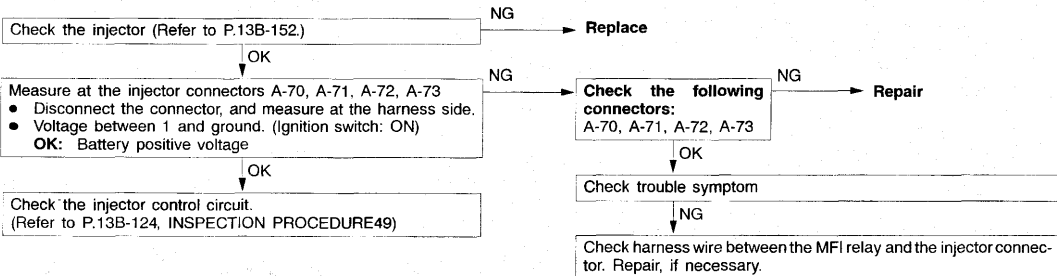 Check the injector (Refer to P.13B-152.)
NG
Replace
OK
Measure at the injector connectors A-70, A-71, A-72, A-73
● Disconnect the connector, and measure at the harness side.
● Voltage between 1 and ground. (Ignition switch: ON)
OK: Battery positive voltage
NG
Check the following
connectors:
A-70, A-71, A-72, A-73
NG
Repair
OK
OK
Check the injector control circuit.
(Refer to P.13B-124, INSPECTION PROCEDURE49)
Check trouble symptom
NG
Check harness wire between the MFI relay and the injector connec-
tor. Repair, if necessary.